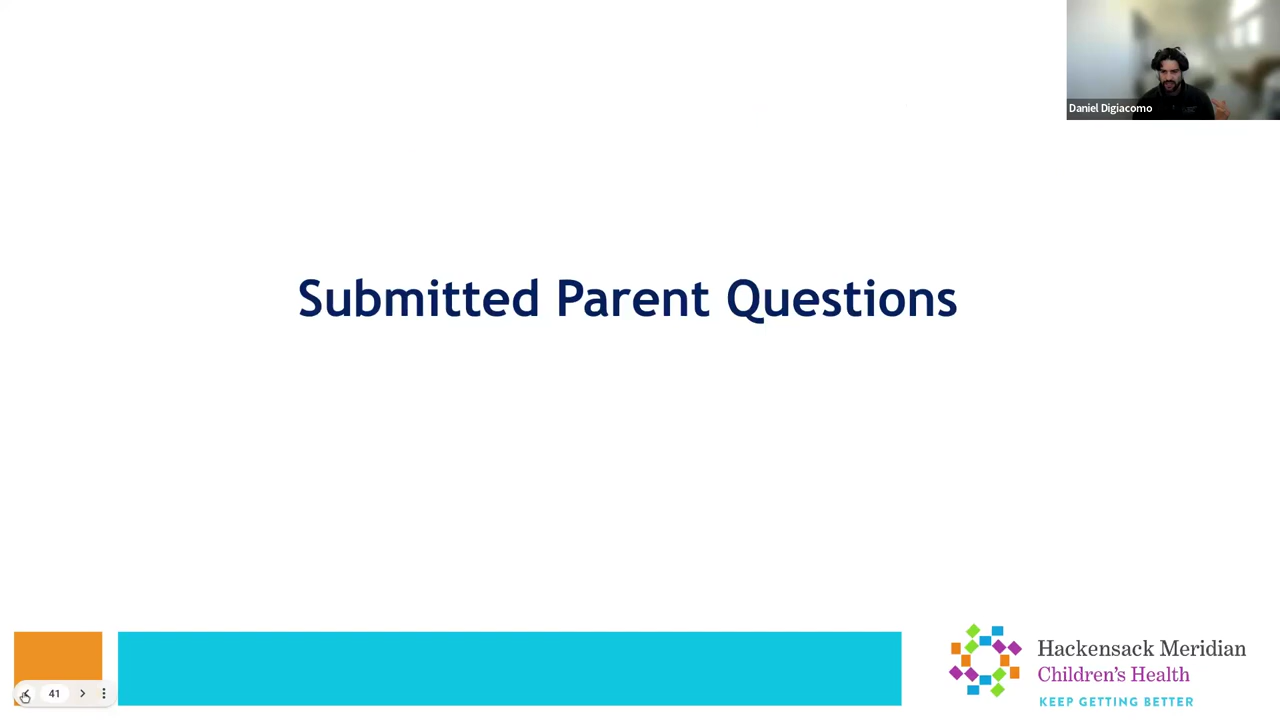 Daniel Digiacomo
Submitted Parent Questions
Hackensack Meridian
Children's Health
KEEP GETTING BETTER
41